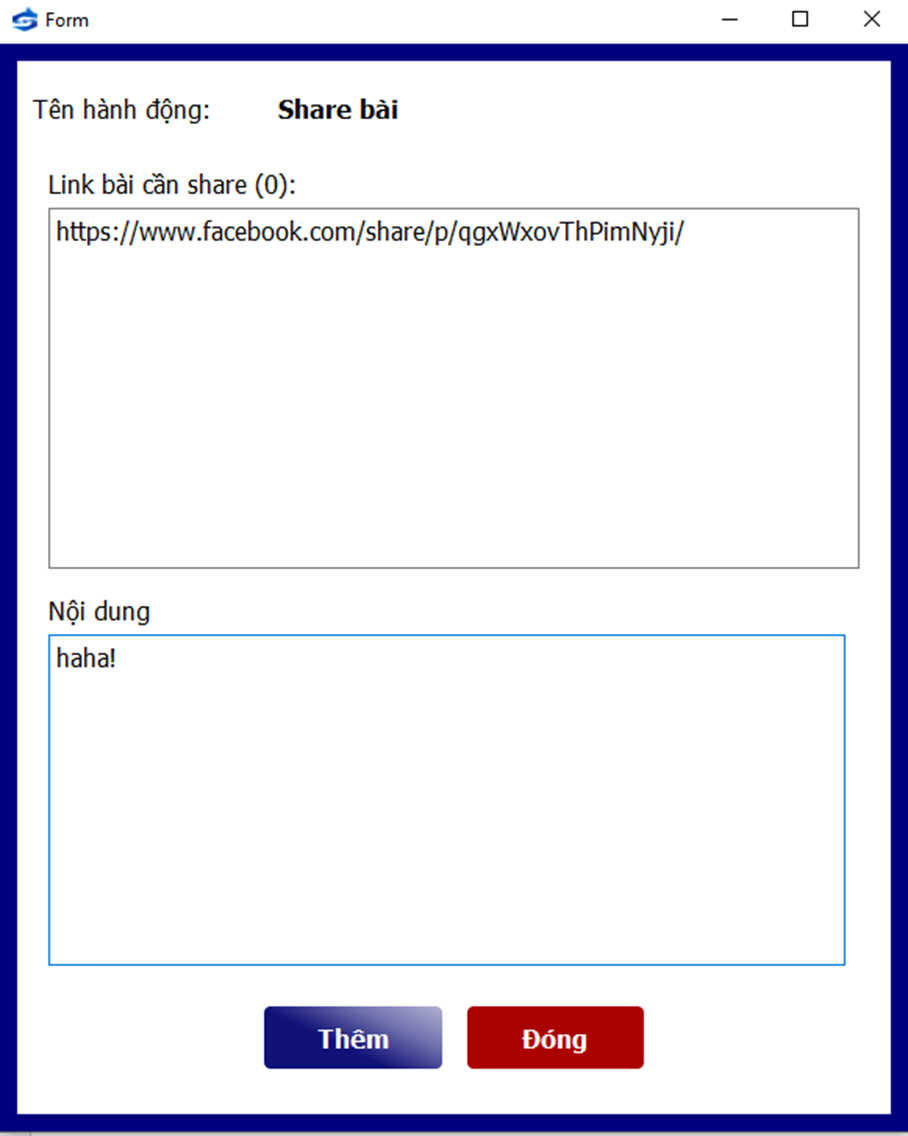 Form
Tên hành động: Share bài
Link bài cần share (0):
https://www.facebook.com/share/p/qgxWxovThPimNyji/
Nội dung
haha!
Thêm Đóng